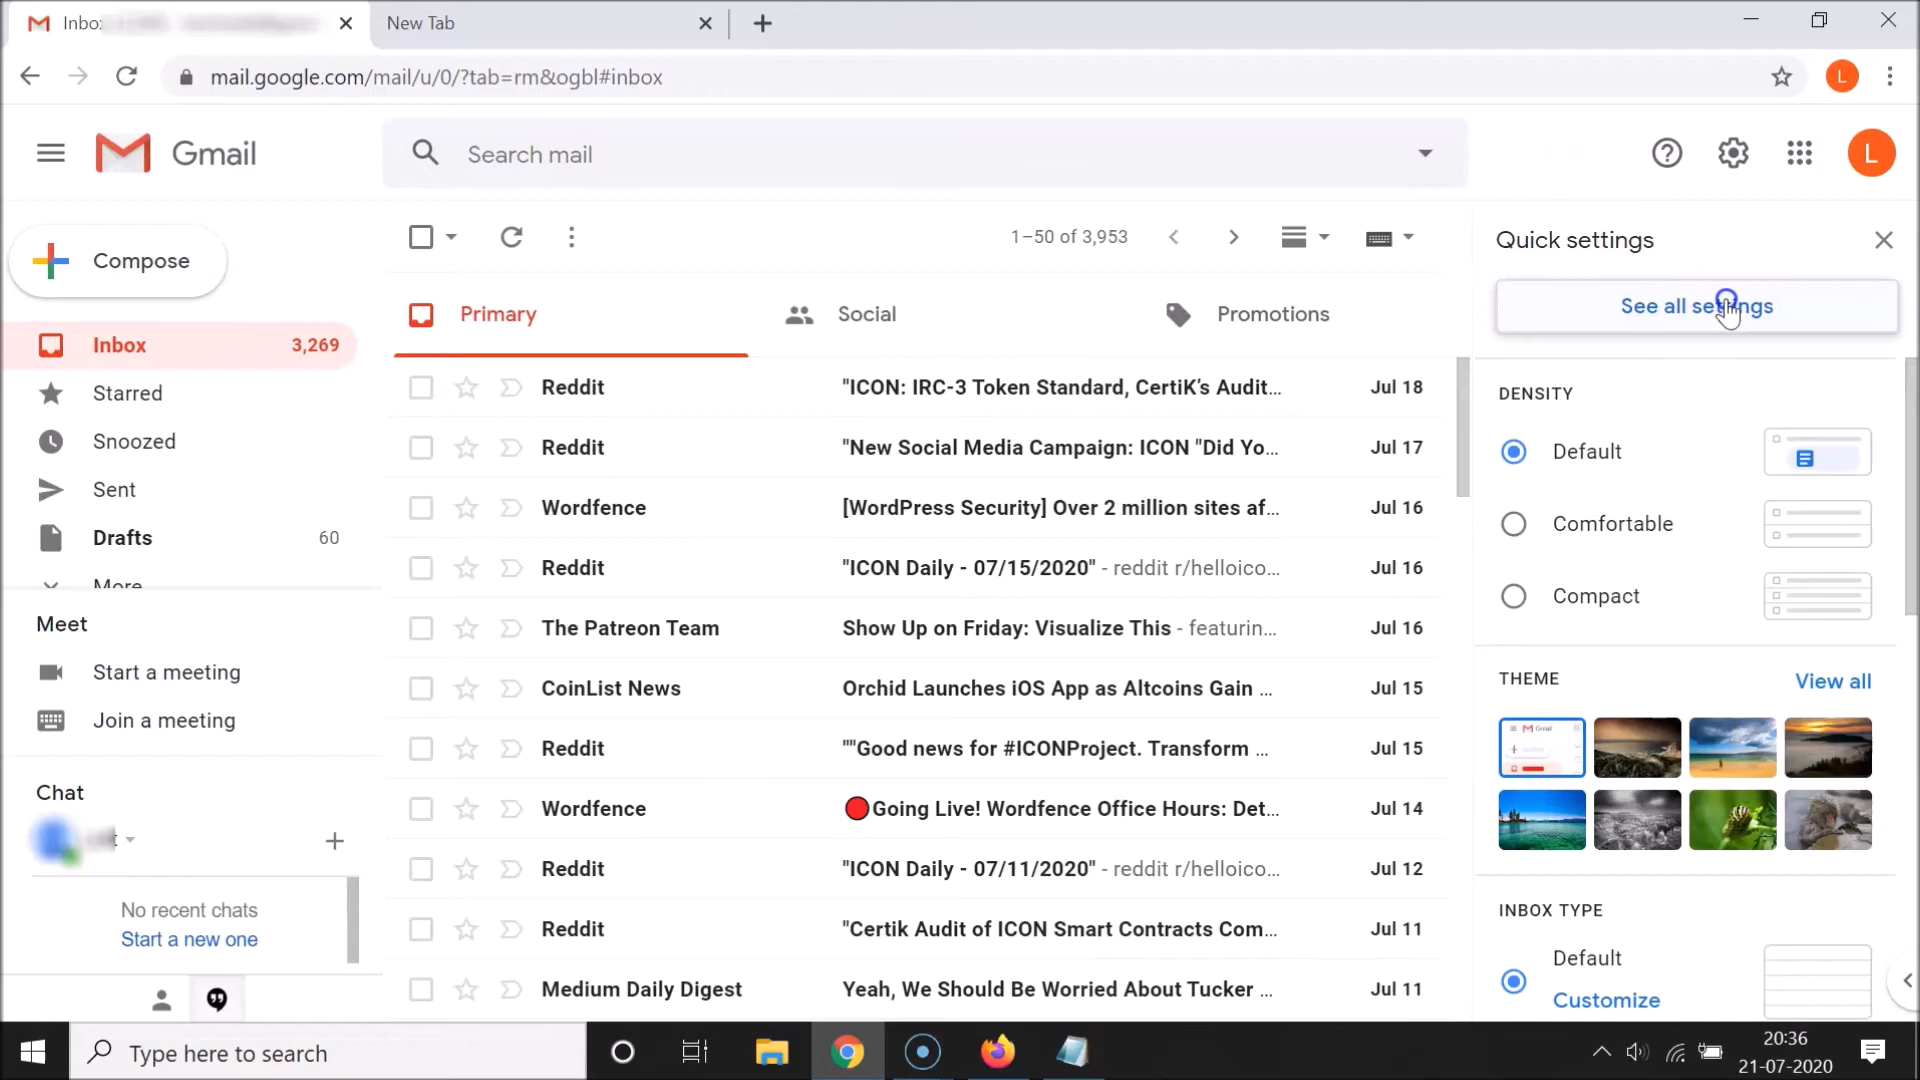 Inbo
New Tab
mail.google.com/mail/u/0/?tab=rm&ogbl#inbox
L
Gmail
Search mail
L
Compose
1–50 of 3,953
Quick settings
See all settings
Primary
Social
Promotions
Inbox 3,269
Starred
Snoozed
Sent
Drafts 60
More
Meet
Start a meeting
Join a meeting
Chat
No recent chats
Start a new one
Reddit "ICON: IRC-3 Token Standard, CertiK's Audit... Jul 18
Reddit "New Social Media Campaign: ICON "Did Yo... Jul 17
Wordfence [WordPress Security] Over 2 million sites af... Jul 16
Reddit "ICON Daily - 07/15/2020" - reddit r/helloico... Jul 16
The Patreon Team Show Up on Friday: Visualize This - featurin... Jul 16
CoinList News Orchid Launches iOS App as Altcoins Gain ... Jul 15
Reddit ""Good news for #ICONProject. Transform ... Jul 15
Wordfence Going Live! Wordfence Office Hours: Det... Jul 14
Reddit "ICON Daily - 07/11/2020" - reddit r/helloico... Jul 12
Reddit "Certik Audit of ICON Smart Contracts Com... Jul 11
Medium Daily Digest Yeah, We Should Be Worried About Tucker ... Jul 11
DENSITY
Default
Comfortable
Compact
THEME
View all
Gmail
INBOX TYPE
Default
Customize
Type here to search
20:36
21-07-2020